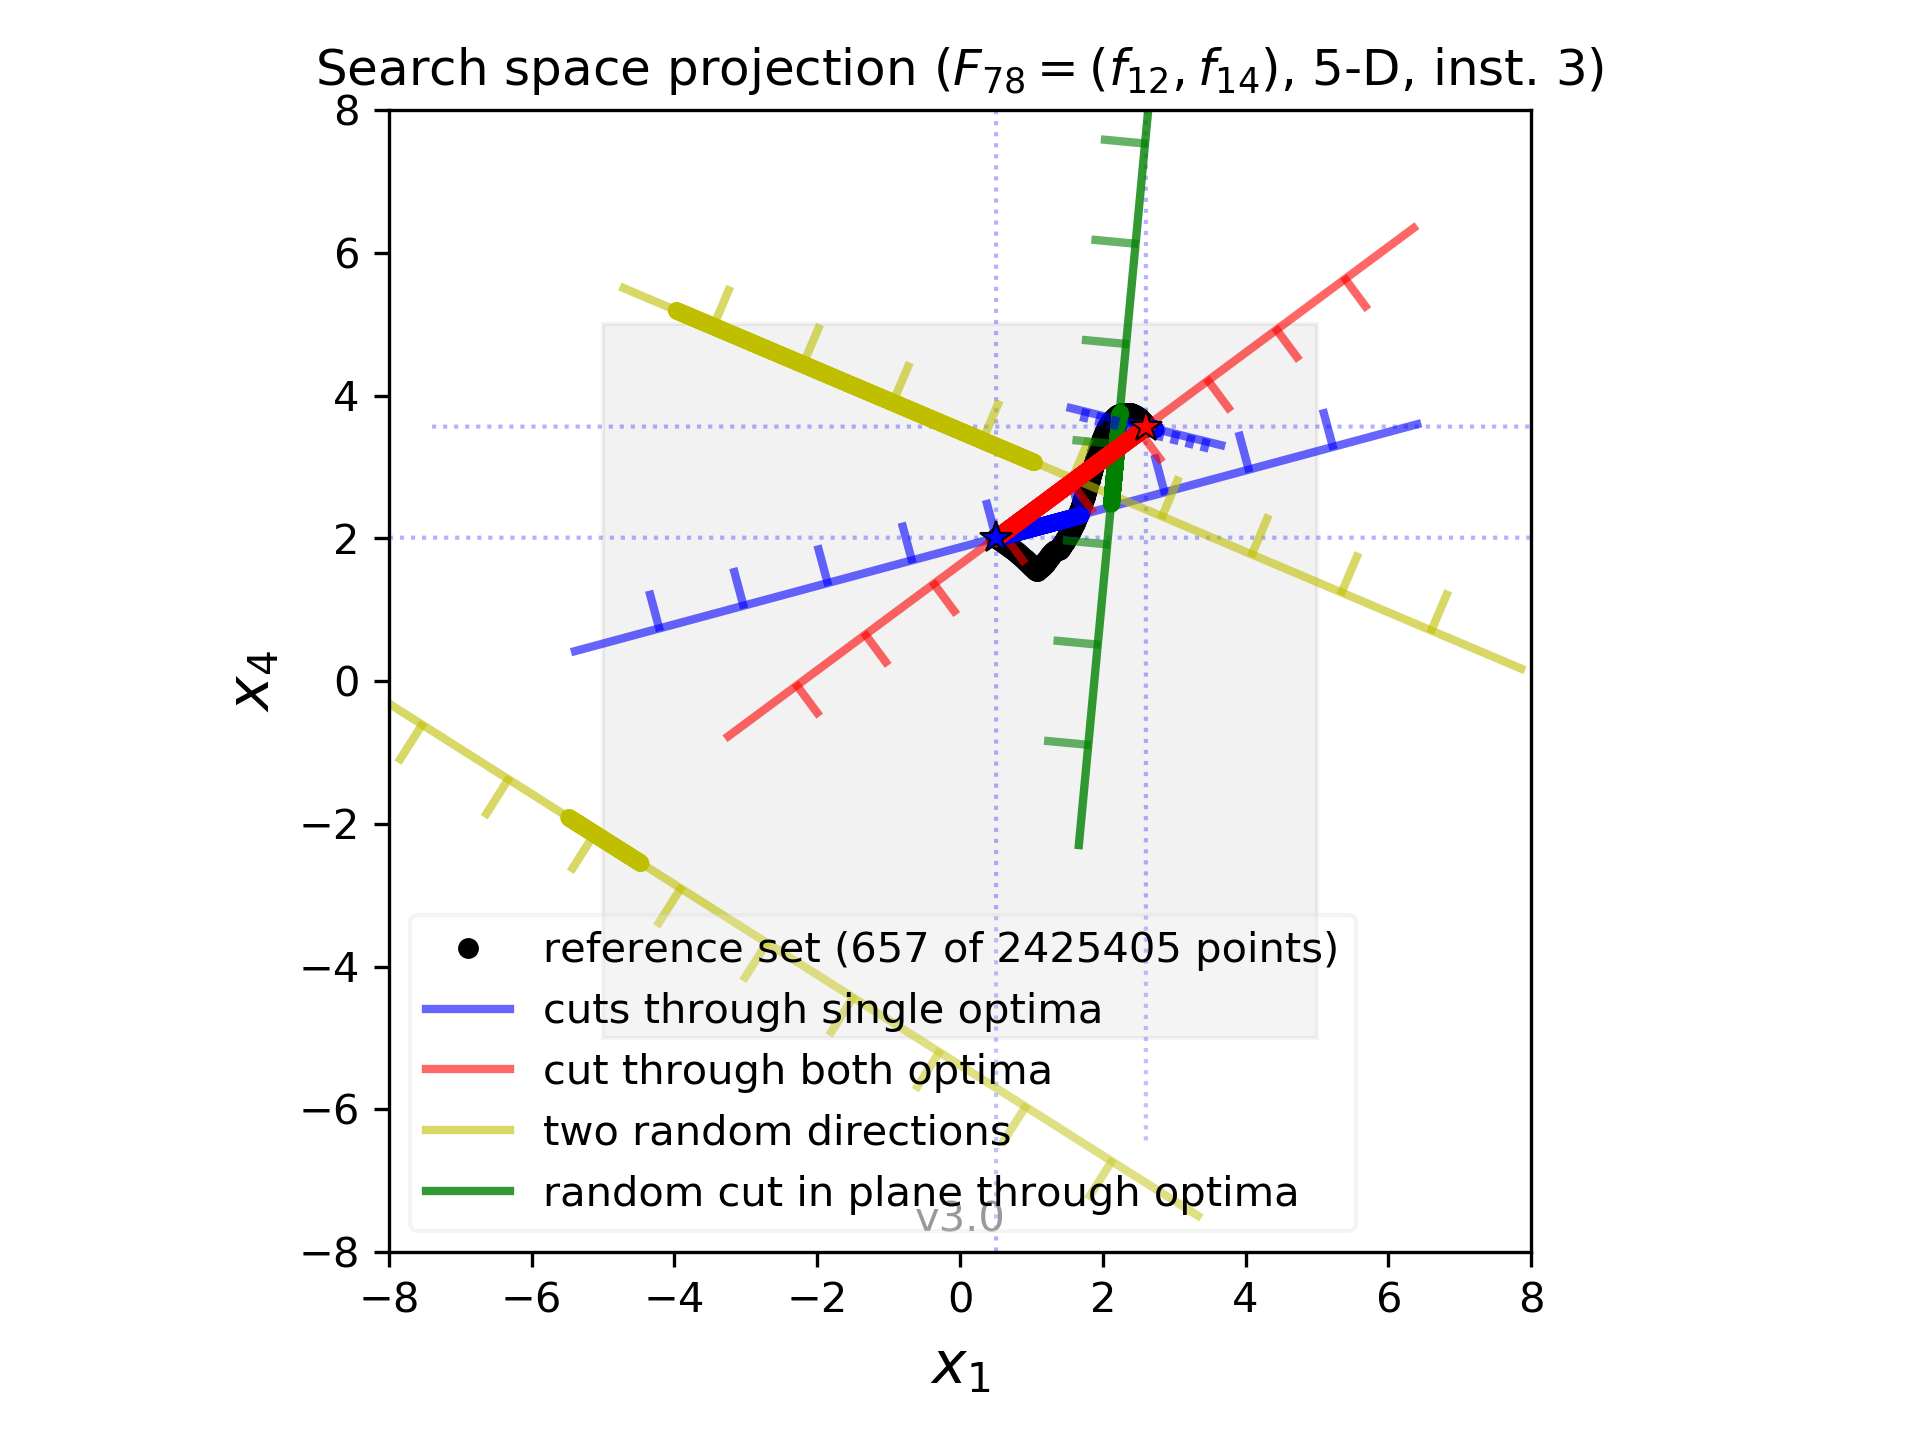 Search space projection (F78 = (f12, f14), 5-D, inst. 3)
8
6
4
2
0
−2
−4
−6
−8
x4
reference set (657 of 2425405 points)
cuts through single optima
cut through both optima
two random directions
random cut in plane through optima
v3.0
−8 −6 −4 −2 0 2 4 6 8
x1